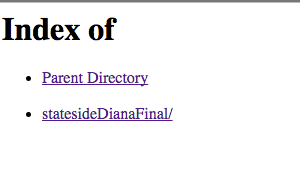 Index of
Parent Directory
statesideDianaFinal/